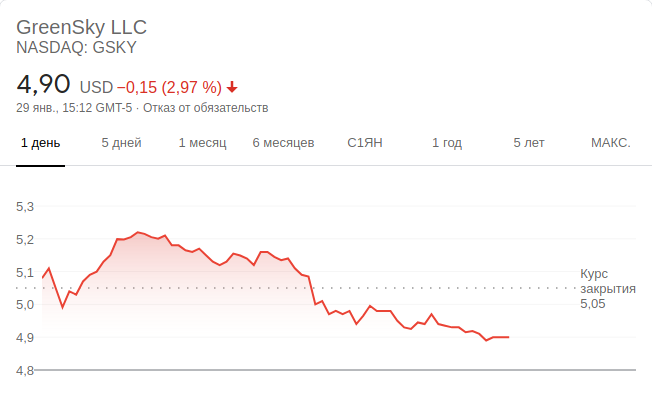 GreenSky LLC
NASDAQ: GSKY
4,90 USD −0,15 (2,97 %)
29 янв., 15:12 GMT-5 · Отказ от обязательств
1 день 5 дней 1 месяц 6 месяцев С1ЯН 1 год 5 лет МАКС.
5,3
5,2
5,1
5,0
4,9
4,8
Курс
закрытия
5,05